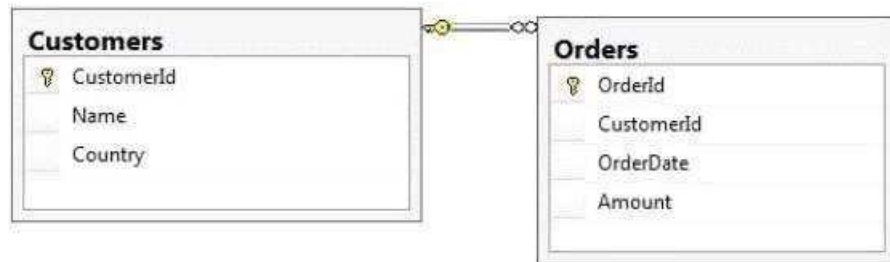 Customers
CustomerId
Name
Country
Orders
OrderId
CustomerId
OrderDate
Amount